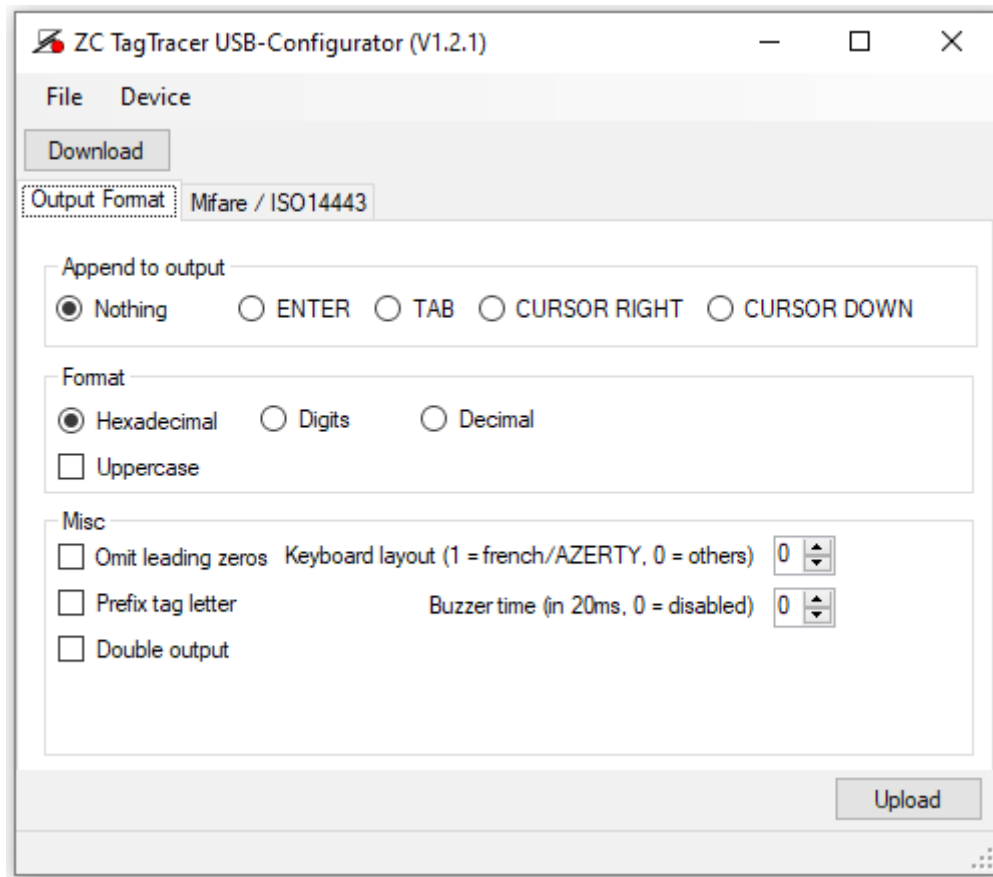 ZC TagTracer USB-Configurator (V1.2.1)
File Device
Download
Output Format Mifare / ISO14443
Append to output
Nothing ENTER TAB CURSOR RIGHT CURSOR DOWN
Format
Hexadecimal Digits Decimal
Uppercase
Misc
Omit leading zeros Keyboard layout (1 = french/AZERTY, 0 = others) 0
Prefix tag letter Buzzer time (in 20ms, 0 = disabled) 0
Double output
Upload